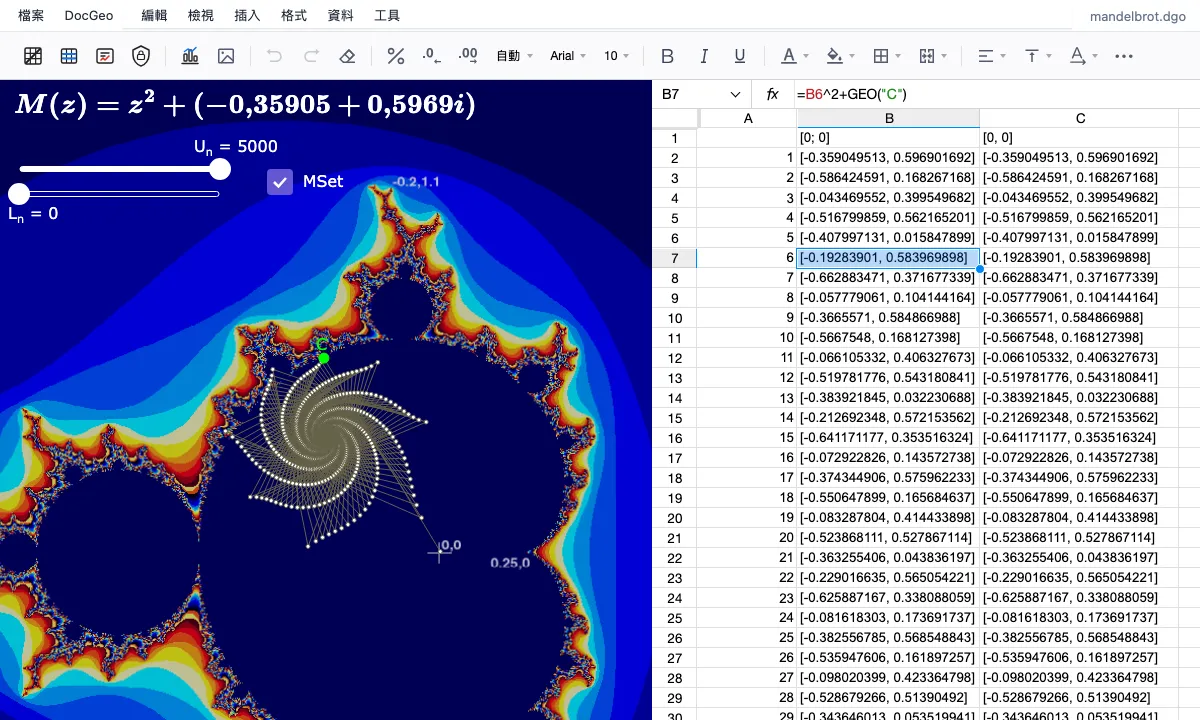 檔案 DocGeo 編輯 檢視 插入 格式 資料 工具 mandelbrot.dgo
% .0 .00 自動 Arial 10 B I U A A
M(z) = z² + (−0,35905 + 0,5969i)
Un = 5000
MSet
Ln = 0
-0.2,1.1
C
0,0
0.25,0
B7 fx =B6^2+GEO("C")
A B C
1 [0; 0] [0, 0]
2 1 [-0.359049513, 0.596901692] [-0.359049513, 0.596901692]
3 2 [-0.586424591, 0.168267168] [-0.586424591, 0.168267168]
4 3 [-0.043469552, 0.399549682] [-0.043469552, 0.399549682]
5 4 [-0.516799859, 0.562165201] [-0.516799859, 0.562165201]
6 5 [-0.407997131, 0.015847899] [-0.407997131, 0.015847899]
7 6 [-0.19283901, 0.583969898] [-0.19283901, 0.583969898]
8 7 [-0.662883471, 0.371677339] [-0.662883471, 0.371677339]
9 8 [-0.057779061, 0.104144164] [-0.057779061, 0.104144164]
10 9 [-0.3665571, 0.584866988] [-0.3665571, 0.584866988]
11 10 [-0.5667548, 0.168127398] [-0.5667548, 0.168127398]
12 11 [-0.066105332, 0.406327673] [-0.066105332, 0.406327673]
13 12 [-0.519781776, 0.543180841] [-0.519781776, 0.543180841]
14 13 [-0.383921845, 0.032230688] [-0.383921845, 0.032230688]
15 14 [-0.212692348, 0.572153562] [-0.212692348, 0.572153562]
16 15 [-0.641171177, 0.353516324] [-0.641171177, 0.353516324]
17 16 [-0.072922826, 0.143572738] [-0.072922826, 0.143572738]
18 17 [-0.374344906, 0.575962233] [-0.374344906, 0.575962233]
19 18 [-0.550647899, 0.165684637] [-0.550647899, 0.165684637]
20 19 [-0.083287804, 0.414433898] [-0.083287804, 0.414433898]
21 20 [-0.523868111, 0.527867114] [-0.523868111, 0.527867114]
22 21 [-0.363255406, 0.043836197] [-0.363255406, 0.043836197]
23 22 [-0.229016635, 0.565054221] [-0.229016635, 0.565054221]
24 23 [-0.625887167, 0.338088059] [-0.625887167, 0.338088059]
25 24 [-0.081618303, 0.173691737] [-0.081618303, 0.173691737]
26 25 [-0.382556785, 0.568548843] [-0.382556785, 0.568548843]
27 26 [-0.535947606, 0.161897257] [-0.535947606, 0.161897257]
28 27 [-0.098020399, 0.423364798] [-0.098020399, 0.423364798]
29 28 [-0.528679266, 0.51390492] [-0.528679266, 0.51390492]
30 29 [-0.343646013, 0.053519941] [-0.343646013, 0.053519941]